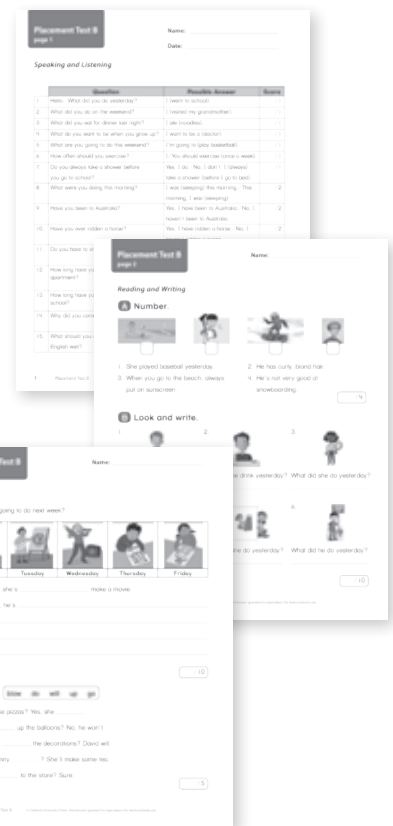 Placement Test B
page 1
Name:
Date:
Speaking and Listening
Question Possible Answer Score
1 Hello. What did you do yesterday? I (went to school).
2 What did you do on the weekend? I (visited my grandmother).
3 What did you eat for dinner last night? I ate (noodles).
4 What do you want to be when you grow up? I want to be a (doctor).
5 What are you going to do this weekend? I'm going to (play basketball).
6 How often should you exercise? I / You should exercise (once a week).
7 Do you always take a shower before you go to school? Yes, I do. / No, I don't. I (always) take a shower (before I go to bed).
8 What were you doing this morning? I was (sleeping) this morning. / This morning, I was (sleeping). 2
9 Have you been to Australia? Yes, I have been to Australia. / No, I haven't been to Australia. 2
10 Have you ever ridden a horse? Yes, I have ridden a horse. / No, I 2
11 Do you have to
12 How long have
apartment?
13 How long have
school?
14 Why did you
15 What should you
English well?
1 Placement Test B
Placement Test B
page 2
Name:
Reading and Writing
A Number.
1. She played baseball yesterday.
2. He has curly, blond hair.
3. When you go to the beach, always put on sunscreen.
4. He's not very good at snowboarding.
/4
B Look and write.
1.
2.
3.
drink yesterday? What did she do yesterday?
6.
he do yesterday? What did he do yesterday?
/10
Test B
Name:
going to do next week?
Tuesday Wednesday Thursday Friday
she's make a movie.
, he's
/10
blow do will up go
pizzas? Yes, she
up the balloons? No, he won't.
the decorations? David will.
? She'll make some tea.
to the store? Sure.
/5
Test B